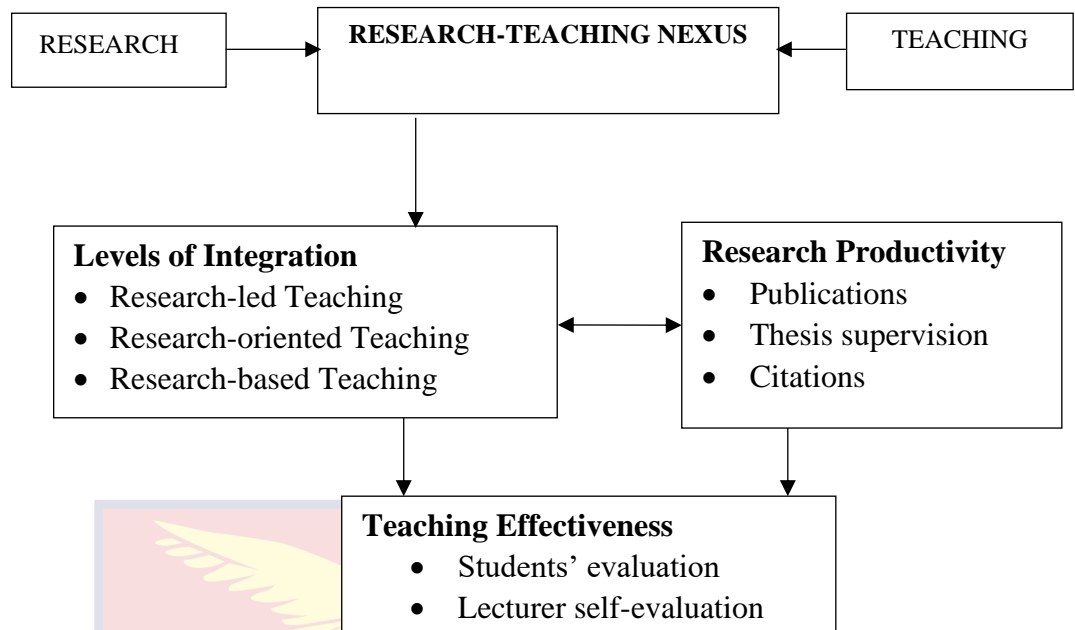 RESEARCH
RESEARCH-TEACHING NEXUS
TEACHING
Levels of Integration
• Research-led Teaching
• Research-oriented Teaching
• Research-based Teaching
Research Productivity
• Publications
• Thesis supervision
• Citations
Teaching Effectiveness
• Students’ evaluation
• Lecturer self-evaluation